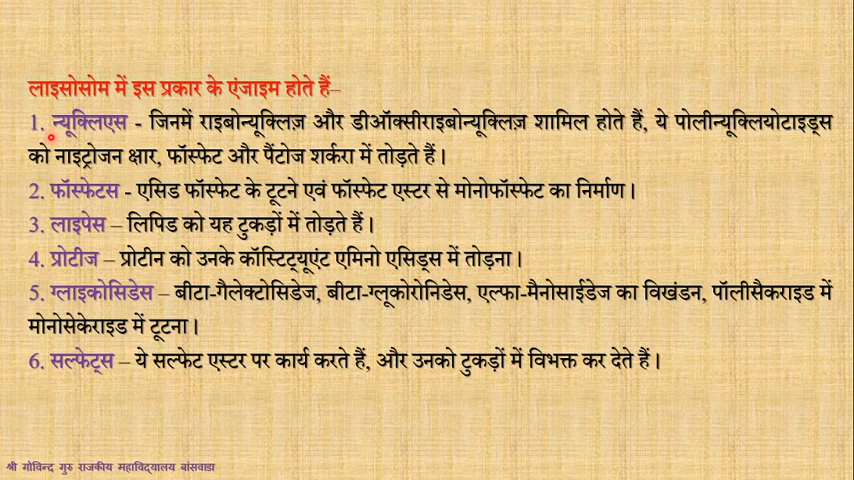 लाइसोसोम में इस प्रकार के एंजाइम होते हैं–
1. न्यूक्लिएस - जिनमें राइबोन्यूक्लिज़ और डीऑक्सीराइबोन्यूक्लिज़ शामिल होते हैं, ये पोलीन्यूक्लियोटाइड्स
को नाइट्रोजन क्षार, फॉस्फेट और पैंटोज शर्करा में तोड़ते हैं।
2. फॉस्फेटस - एसिड फॉस्फेट के टूटने एवं फॉस्फेट एस्टर से मोनोफॉस्फेट का निर्माण।
3. लाइपेस – लिपिड को यह टुकड़ों में तोड़ते हैं।
4. प्रोटीज – प्रोटीन को उनके कॉस्टिट्यूएंट एमिनो एसिड्स में तोड़ना।
5. ग्लाइकोसिडेस – बीटा-गैलेक्टोसिडेज, बीटा-ग्लूकोरोनिडेस, एल्फा-मैनोसाईडेज का विखंडन, पॉलीसैकराइड में
मोनोसेकेराइड में टूटना।
6. सल्फेट्स – ये सल्फेट एस्टर पर कार्य करते हैं, और उनको टुकड़ों में विभक्त कर देते हैं।
श्री गोविन्द गुरु राजकीय महाविद्यालय बांसवाडा